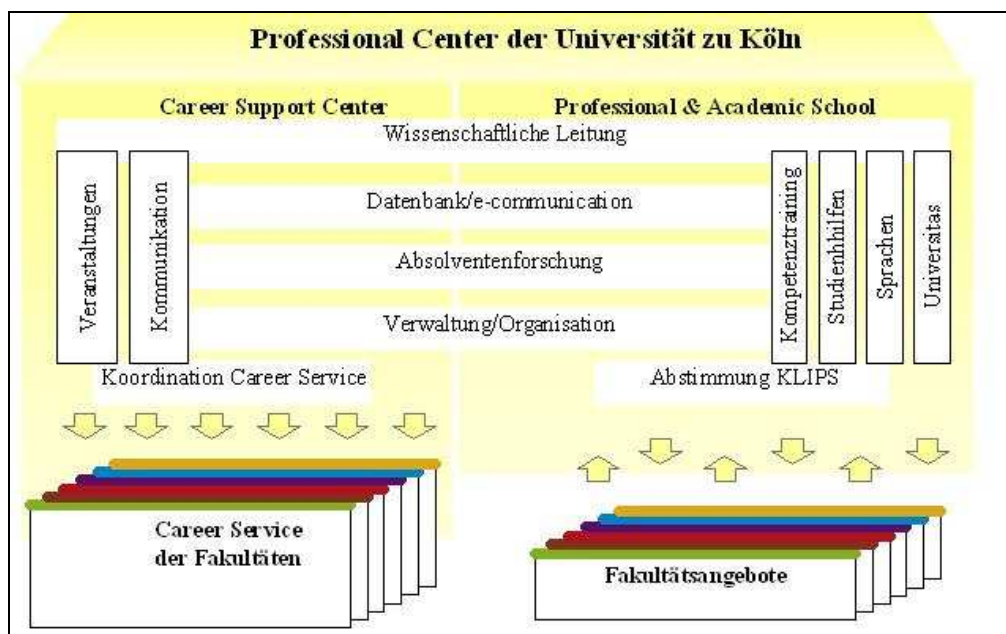 Professional Center der Universität zu Köln
Career Support Center
Professional & Academic School
Wissenschaftliche Leitung
Veranstaltungen
Kommunikation
Datenbank/e-communication
Absolventenforschung
Verwaltung/Organisation
Kompetenztraining
Studienhhilfen
Sprachen
Universitas
Koordination Career Service
Abstimmung KLIPS
Career Service
der Fakultäten
Fakultätsangebote